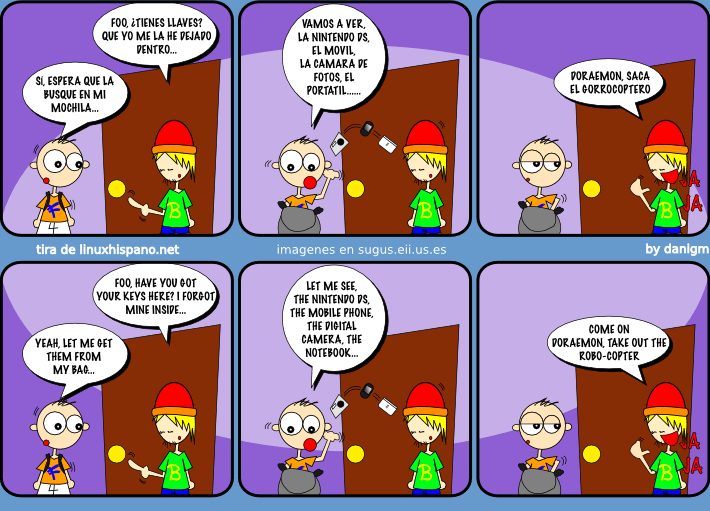 FOO, ¿TIENES LLAVES?
QUE YO ME LA HE DEJADO
DENTRO...
SI, ESPERA QUE LA
BUSQUE EN MI
MOCHILA...
F
B
VAMOS A VER,
LA NINTENDO DS,
EL MOVIL,
LA CAMARA DE
FOTOS, EL
PORTATIL......
B
DORAEMON, SACA
EL GORROCOPTERO
JA
JA
B
tira de linuxhispano.net
imagenes en sugus.eii.us.es
by danigm
FOO, HAVE YOU GOT
YOUR KEYS HERE? I FORGOT
MINE INSIDE...
YEAH, LET ME GET
THEM FROM
MY BAG...
F
B
LET ME SEE,
THE NINTENDO DS,
THE MOBILE PHONE,
THE DIGITAL
CAMERA, THE
NOTEBOOK...
B
COME ON
DORAEMON, TAKE OUT THE
ROBO-COPTER
JA
JA
B